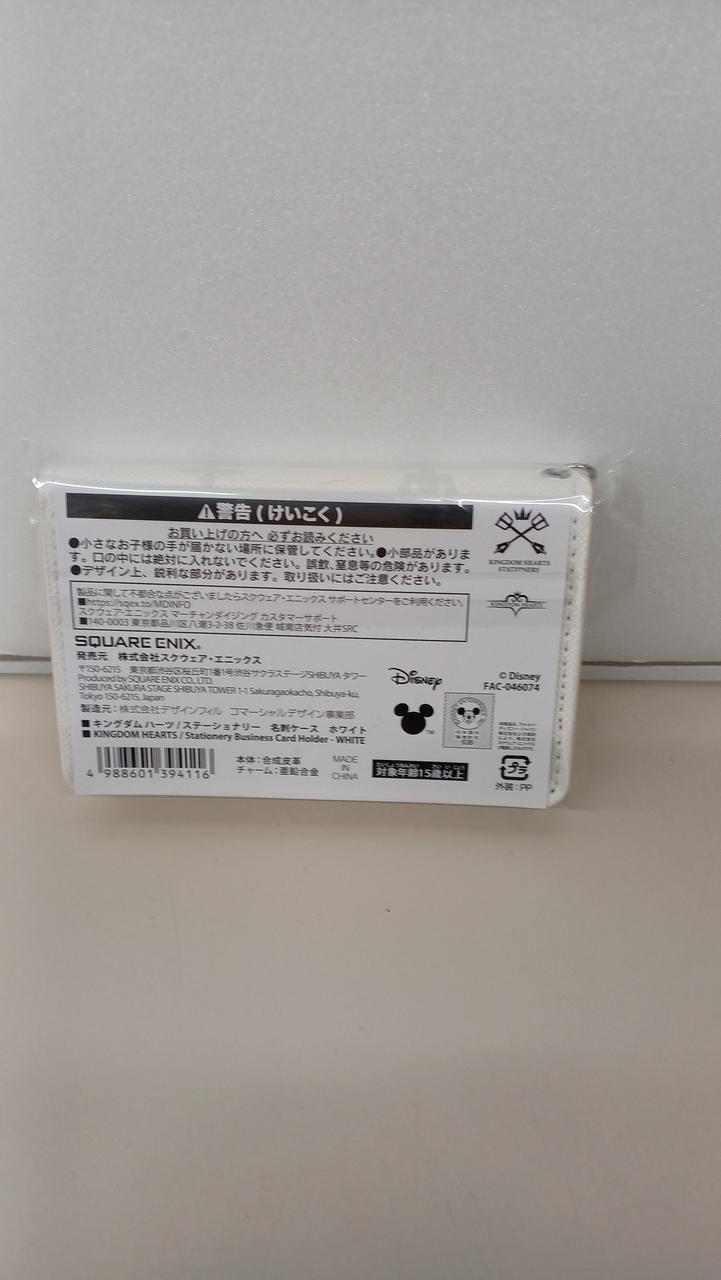 ⚠警告(けいこく)
お買い上げの方へ 必ずお読みください
●小さなお子様の手が届かない場所に保管してください。●小部品がありま
す。口の中には絶対に入れないでください。誤飲、窒息等の危険があります。
●デザイン上、鋭利な部分があります。取り扱いにはご注意ください。
製品に関して不都合な点がございましたらスクウェア・エニックス サポートセンターをご利用ください。
■https://sqex.to/MDINFO
スクウェア・エニックス マーチャンダイジング カスタマーサポート
■140-0003 東京都品川区八潮3-2-38 佐川急便 城南店気付 大井SRC
SQUARE ENIX®
発売元 株式会社スクウェア・エニックス
〒150-6215 東京都渋谷区桜丘町1番1号渋谷サクラステージSHIBUYA タワー
Produced by SQUARE ENIX CO., LTD.
SHIBUYA SAKURA STAGE SHIBUYA TOWER 1-1 Sakuragaokacho, Shibuya-ku,
Tokyo 150-6215, Japan
製造元:株式会社デザインフィル コマーシャルデザイン事業部
■キングダム ハーツ / ステーショナリー 名刺ケース ホワイト
■KINGDOM HEARTS / Stationery Business Card Holder - WHITE
4 988601 394116
本体:合成皮革
チャーム:亜鉛合金
MADE
IN
CHINA
対象年齢15歳以上
KINGDOM HEARTS
STATIONERY
KINGDOM HEARTS
Disney
© Disney
FAC-046074
TM
プラ
外装:PP